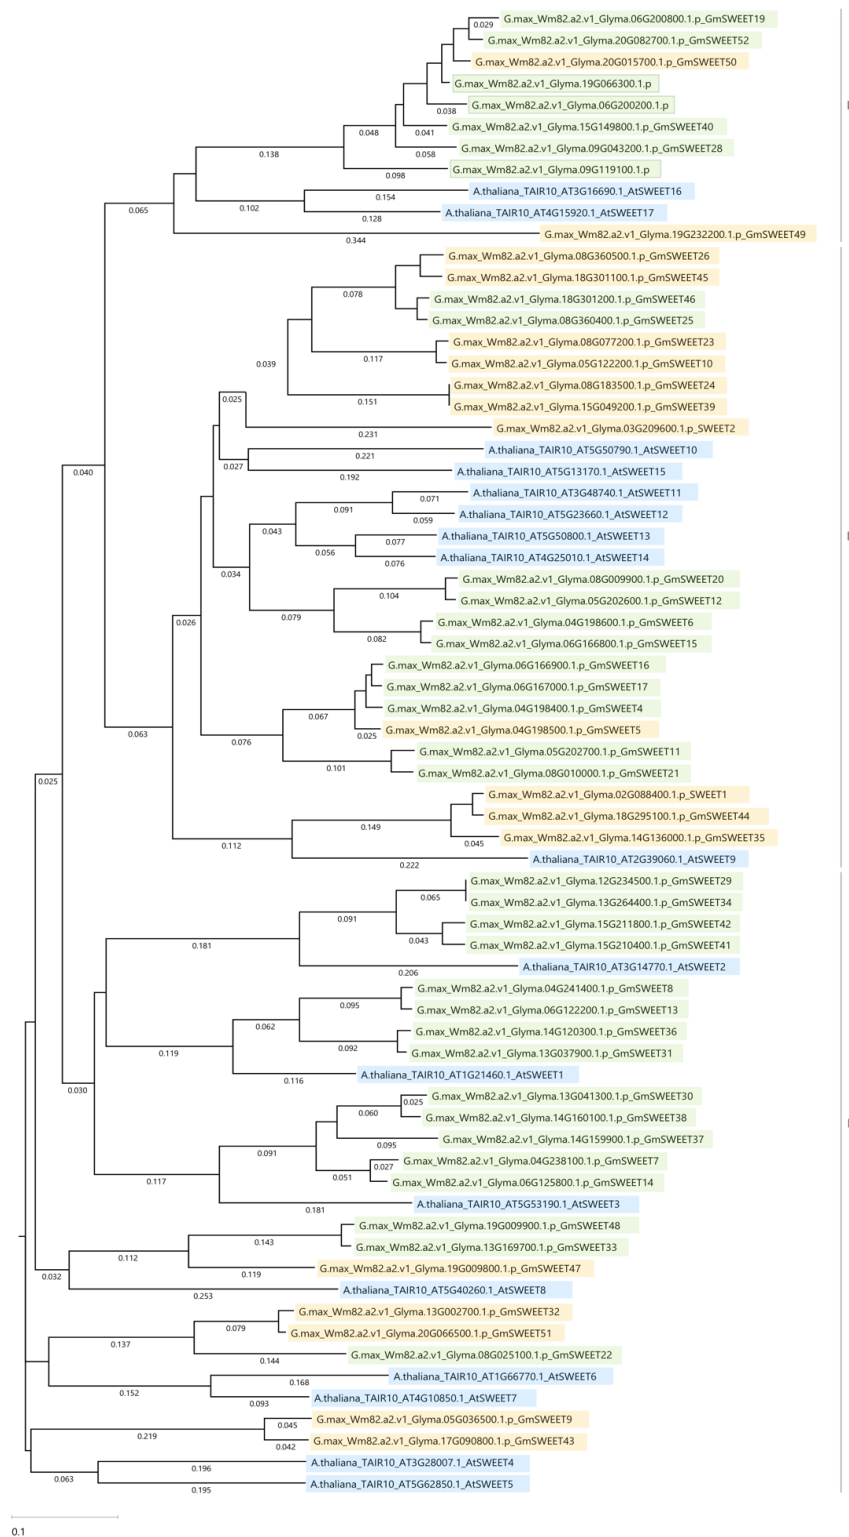 G.max_Wm82.a2.v1_Glyma.06G200800.1.p_GmSWEET19
0.029
G.max_Wm82.a2.v1_Glyma.20G082700.1.p_GmSWEET52
G.max_Wm82.a2.v1_Glyma.20G015700.1.p_GmSWEET50
G.max_Wm82.a2.v1_Glyma.19G066300.1.p
G.max_Wm82.a2.v1_Glyma.06G200200.1.p
0.038
G.max_Wm82.a2.v1_Glyma.15G149800.1.p_GmSWEET40
0.048
0.041
G.max_Wm82.a2.v1_Glyma.09G043200.1.p_GmSWEET28
0.138
0.058
G.max_Wm82.a2.v1_Glyma.09G119100.1.p
0.098
A.thaliana_TAIR10_AT3G16690.1_AtSWEET16
0.154
0.065
0.102
A.thaliana_TAIR10_AT4G15920.1_AtSWEET17
0.128
G.max_Wm82.a2.v1_Glyma.19G232200.1.p_GmSWEET49
0.344
G.max_Wm82.a2.v1_Glyma.08G360500.1.p_GmSWEET26
G.max_Wm82.a2.v1_Glyma.18G301100.1.p_GmSWEET45
0.078
G.max_Wm82.a2.v1_Glyma.18G301200.1.p_GmSWEET46
G.max_Wm82.a2.v1_Glyma.08G360400.1.p_GmSWEET25
G.max_Wm82.a2.v1_Glyma.08G077200.1.p_GmSWEET23
0.117
0.039
G.max_Wm82.a2.v1_Glyma.05G122200.1.p_GmSWEET10
G.max_Wm82.a2.v1_Glyma.08G183500.1.p_GmSWEET24
0.025
0.151
G.max_Wm82.a2.v1_Glyma.15G049200.1.p_GmSWEET39
G.max_Wm82.a2.v1_Glyma.03G209600.1.p_SWEET2
0.231
A.thaliana_TAIR10_AT5G50790.1_AtSWEET10
0.221
0.027
A.thaliana_TAIR10_AT5G13170.1_AtSWEET15
0.040
0.192
A.thaliana_TAIR10_AT3G48740.1_AtSWEET11
0.071
0.091
A.thaliana_TAIR10_AT5G23660.1_AtSWEET12
0.059
0.043
A.thaliana_TAIR10_AT5G50800.1_AtSWEET13
0.077
0.056
A.thaliana_TAIR10_AT4G25010.1_AtSWEET14
0.076
0.034
G.max_Wm82.a2.v1_Glyma.08G009900.1.p_GmSWEET20
0.104
G.max_Wm82.a2.v1_Glyma.05G202600.1.p_GmSWEET12
0.079
0.026
G.max_Wm82.a2.v1_Glyma.04G198600.1.p_GmSWEET6
0.082
G.max_Wm82.a2.v1_Glyma.06G166800.1.p_GmSWEET15
G.max_Wm82.a2.v1_Glyma.06G166900.1.p_GmSWEET16
G.max_Wm82.a2.v1_Glyma.06G167000.1.p_GmSWEET17
G.max_Wm82.a2.v1_Glyma.04G198400.1.p_GmSWEET4
0.067
G.max_Wm82.a2.v1_Glyma.04G198500.1.p_GmSWEET5
0.063
0.025
0.076
G.max_Wm82.a2.v1_Glyma.05G202700.1.p_GmSWEET11
0.101
G.max_Wm82.a2.v1_Glyma.08G010000.1.p_GmSWEET21
0.025
G.max_Wm82.a2.v1_Glyma.02G088400.1.p_SWEET1
G.max_Wm82.a2.v1_Glyma.18G295100.1.p_GmSWEET44
0.149
G.max_Wm82.a2.v1_Glyma.14G136000.1.p_GmSWEET35
0.045
0.112
A.thaliana_TAIR10_AT2G39060.1_AtSWEET9
0.222
G.max_Wm82.a2.v1_Glyma.12G234500.1.p_GmSWEET29
0.065
G.max_Wm82.a2.v1_Glyma.13G264400.1.p_GmSWEET34
0.091
G.max_Wm82.a2.v1_Glyma.15G211800.1.p_GmSWEET42
0.043
G.max_Wm82.a2.v1_Glyma.15G210400.1.p_GmSWEET41
0.181
A.thaliana_TAIR10_AT3G14770.1_AtSWEET2
0.206
G.max_Wm82.a2.v1_Glyma.04G241400.1.p_GmSWEET8
0.095
G.max_Wm82.a2.v1_Glyma.06G122200.1.p_GmSWEET13
0.062
G.max_Wm82.a2.v1_Glyma.14G120300.1.p_GmSWEET36
0.092
0.119
G.max_Wm82.a2.v1_Glyma.13G037900.1.p_GmSWEET31
A.thaliana_TAIR10_AT1G21460.1_AtSWEET1
0.116
0.030
G.max_Wm82.a2.v1_Glyma.13G041300.1.p_GmSWEET30
0.025
0.060
G.max_Wm82.a2.v1_Glyma.14G160100.1.p_GmSWEET38
G.max_Wm82.a2.v1_Glyma.14G159900.1.p_GmSWEET37
0.095
0.091
G.max_Wm82.a2.v1_Glyma.04G238100.1.p_GmSWEET7
0.027
0.051
0.117
G.max_Wm82.a2.v1_Glyma.06G125800.1.p_GmSWEET14
A.thaliana_TAIR10_AT5G53190.1_AtSWEET3
0.181
G.max_Wm82.a2.v1_Glyma.19G009900.1.p_GmSWEET48
0.143
G.max_Wm82.a2.v1_Glyma.13G169700.1.p_GmSWEET33
0.112
G.max_Wm82.a2.v1_Glyma.19G009800.1.p_GmSWEET47
0.119
0.032
A.thaliana_TAIR10_AT5G40260.1_AtSWEET8
0.253
G.max_Wm82.a2.v1_Glyma.13G002700.1.p_GmSWEET32
0.079
G.max_Wm82.a2.v1_Glyma.20G066500.1.p_GmSWEET51
0.137
G.max_Wm82.a2.v1_Glyma.08G025100.1.p_GmSWEET22
0.144
A.thaliana_TAIR10_AT1G66770.1_AtSWEET6
0.168
0.152
A.thaliana_TAIR10_AT4G10850.1_AtSWEET7
0.093
G.max_Wm82.a2.v1_Glyma.05G036500.1.p_GmSWEET9
0.045
0.219
G.max_Wm82.a2.v1_Glyma.17G090800.1.p_GmSWEET43
0.042
A.thaliana_TAIR10_AT3G28007.1_AtSWEET4
0.196
0.063
A.thaliana_TAIR10_AT5G62850.1_AtSWEET5
0.195
0.1